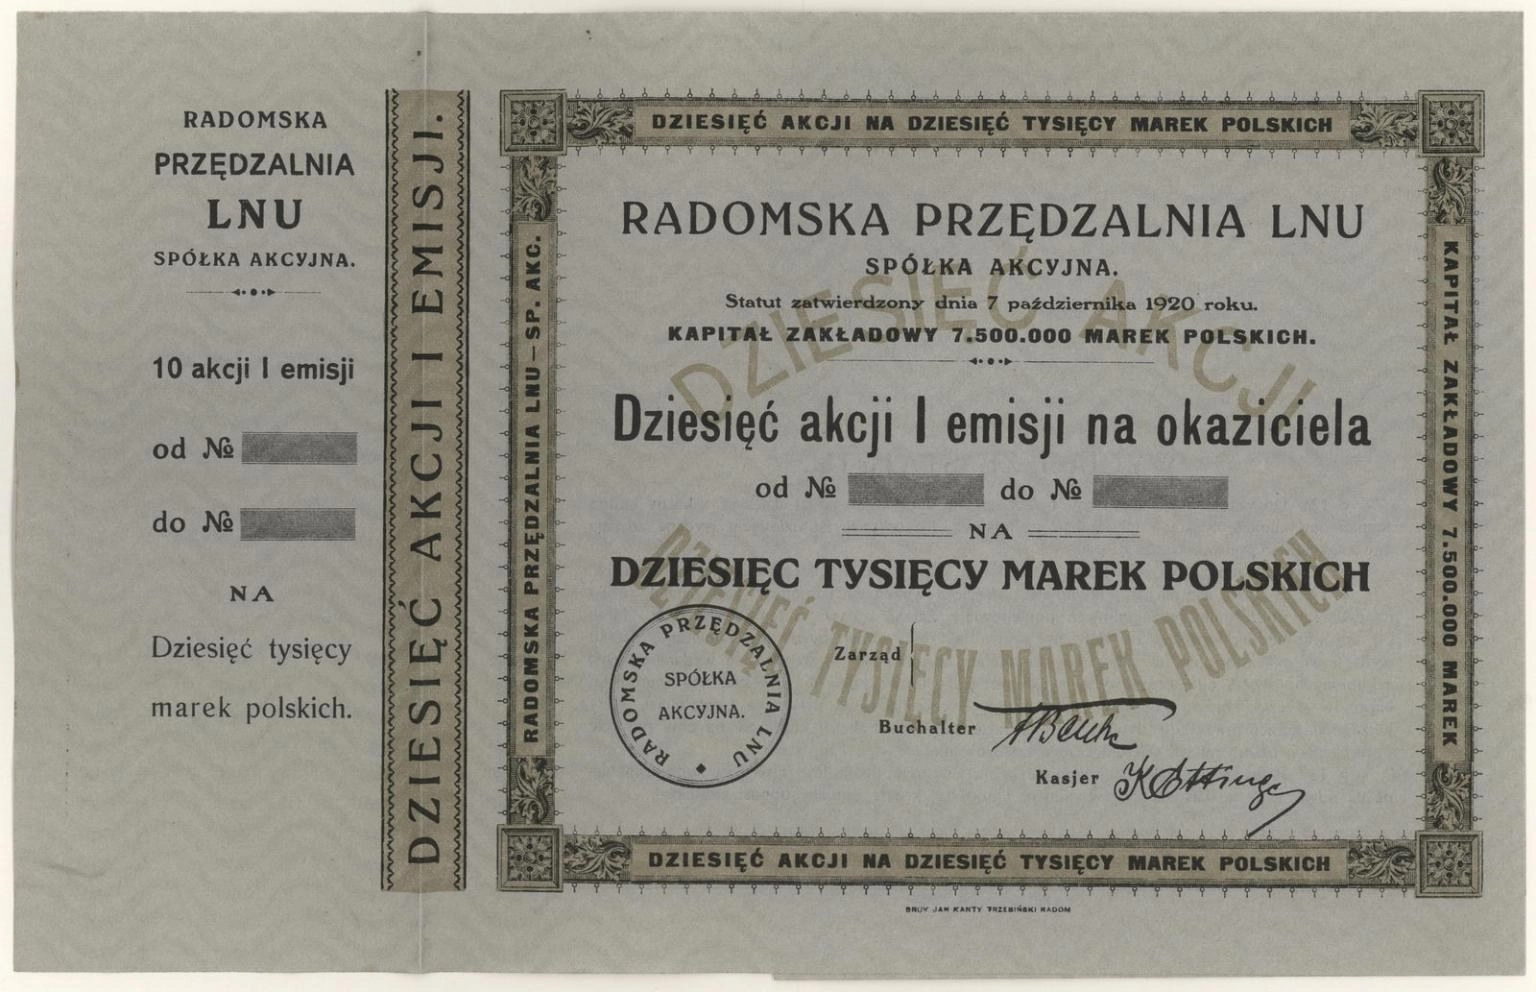 RADOMSKA
PRZĘDZALNIA
LNU
SPÓŁKA AKCYJNA.
10 akcji I emisji
od №
do №
NA
Dziesięć tysięcy
marek polskich.
DZIESIĘĆ AKCJI I EMISJI.
DZIESIĘĆ AKCJI NA DZIESIĘĆ TYSIĘCY MAREK POLSKICH
RADOMSKA PRZĘDZALNIA LNU – SP. AKC.
KAPITAŁ ZAKŁADOWY 7.500.000 MAREK
RADOMSKA PRZĘDZALNIA LNU
SPÓŁKA AKCYJNA.
Statut zatwierdzony dnia 7 października 1920 roku.
KAPITAŁ ZAKŁADOWY 7.500.000 MAREK POLSKICH.
DZIESIĘĆ AKCJI
Dziesięć akcji I emisji na okaziciela
od № do №
NA
DZIESIĘC TYSIĘCY MAREK POLSKICH
DZIESIĘĆ TYSIĘCY MAREK POLSKICH
RADOMSKA PRZĘDZALNIA LNU
SPÓŁKA
AKCYJNA.
Zarząd
Buchalter
Kasjer
DZIESIĘĆ AKCJI NA DZIESIĘĆ TYSIĘCY MAREK POLSKICH
JAN KANTY TRZEBIŃSKI RADOM